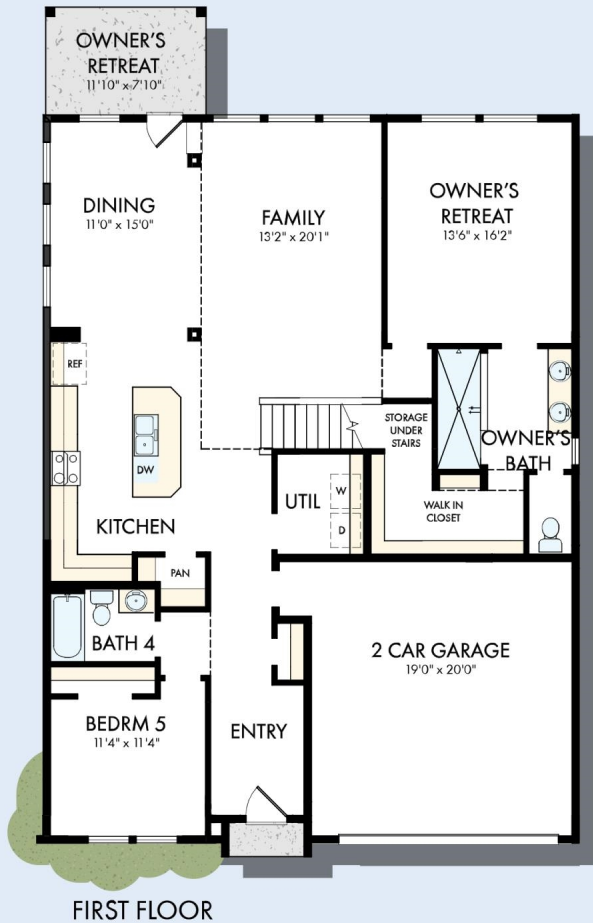 OWNER'S
RETREAT
11'10" x 7'10"
DINING
11'0" x 15'0"
FAMILY
13'2" x 20'1"
OWNER'S
RETREAT
13'6" x 16'2"
REF
DW
KITCHEN
STORAGE
UNDER
STAIRS
OWNER'S
BATH
UTIL
W
D
WALK IN
CLOSET
PAN
BATH 4
2 CAR GARAGE
19'0" x 20'0"
BEDRM 5
11'4" x 11'4"
ENTRY
FIRST FLOOR